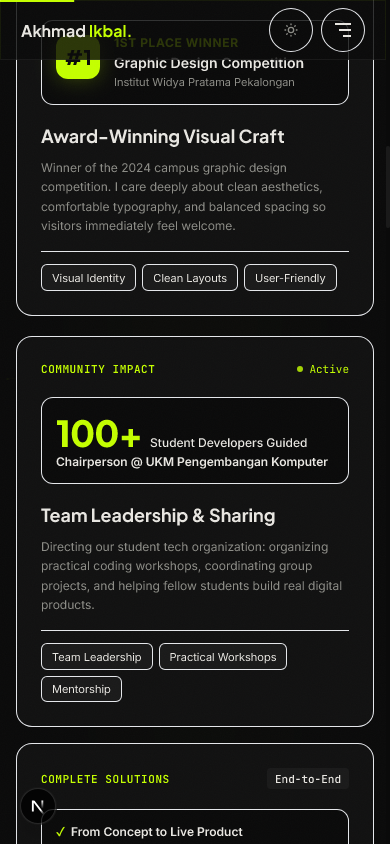 Akhmad Ikbal.
1ST PLACE WINNER
#1
Graphic Design Competition
Institut Widya Pratama Pekalongan
Award-Winning Visual Craft
Winner of the 2024 campus graphic design
competition. I care deeply about clean aesthetics,
comfortable typography, and balanced spacing so
visitors immediately feel welcome.
Visual Identity
Clean Layouts
User-Friendly
COMMUNITY IMPACT
Active
100+ Student Developers Guided
Chairperson @ UKM Pengembangan Komputer
Team Leadership & Sharing
Directing our student tech organization: organizing
practical coding workshops, coordinating group
projects, and helping fellow students build real digital
products.
Team Leadership
Practical Workshops
Mentorship
COMPLETE SOLUTIONS
End-to-End
N
✓ From Concept to Live Product